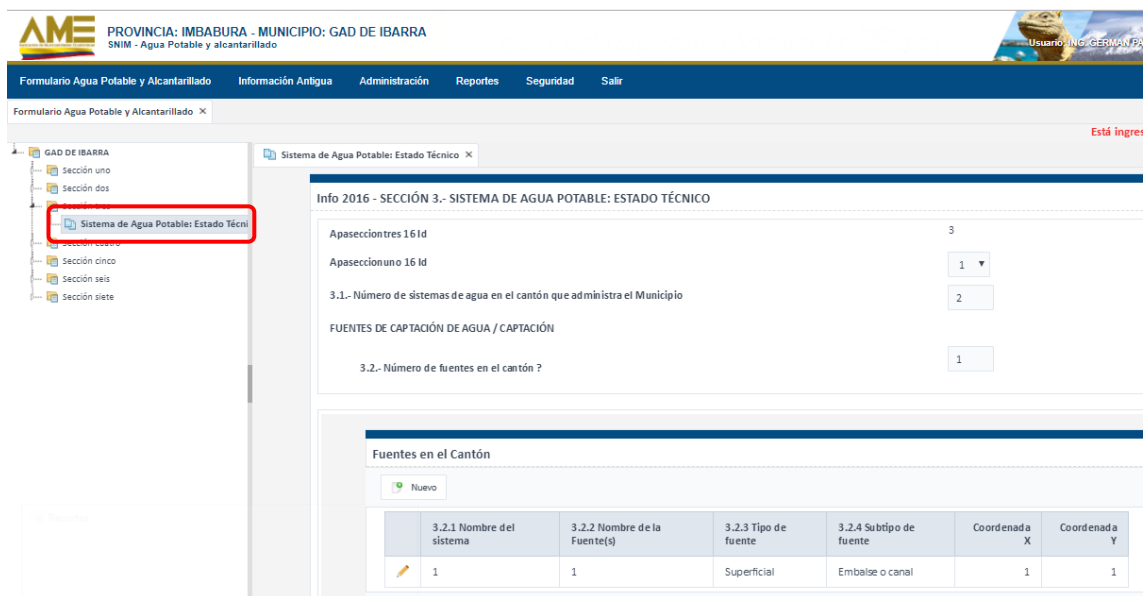 AME
PROVINCIA: IMBABURA - MUNICIPIO: GAD DE IBARRA
SNIM - Agua Potable y alcantarillado
Usuario: ING. GERMAN PA
Formulario Agua Potable y Alcantarillado Información Antigua Administración Reportes Seguridad Salir
Formulario Agua Potable y Alcantarillado ✕
Está ingres
GAD DE IBARRA
Sección uno
Sección dos
Sección tres
Sistema de Agua Potable: Estado Técni
Sección cuatro
Sección cinco
Sección seis
Sección siete
Sistema de Agua Potable: Estado Técnico ✕
Info 2016 - SECCIÓN 3.- SISTEMA DE AGUA POTABLE: ESTADO TÉCNICO
Apasecciontres 16 Id 3
Apaseccionuno 16 Id 1
3.1.- Número de sistemas de agua en el cantón que administra el Municipio 2
FUENTES DE CAPTACIÓN DE AGUA / CAPTACIÓN
3.2.- Número de fuentes en el cantón ? 1
Fuentes en el Cantón
Nuevo
3.2.1 Nombre del sistema 3.2.2 Nombre de la Fuente(s) 3.2.3 Tipo de fuente 3.2.4 Subtipo de fuente Coordenada X Coordenada Y
1 1 Superficial Embalse o canal 1 1